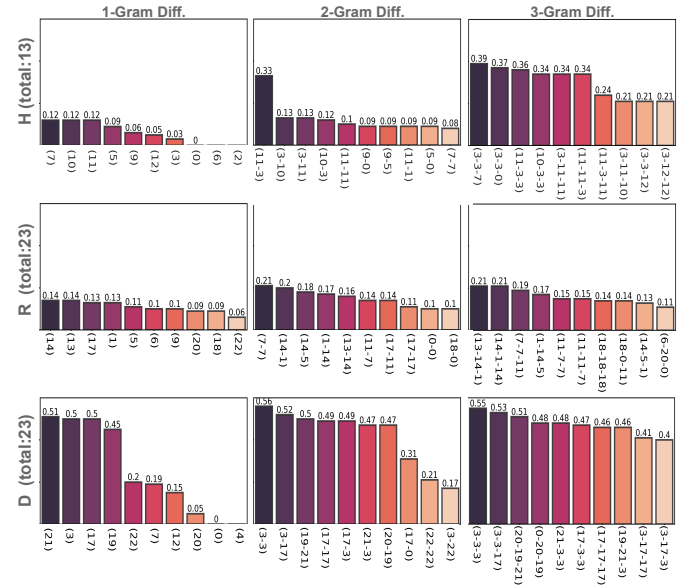 1-Gram Diff. 2-Gram Diff. 3-Gram Diff.
H (total:13)
0.12 0.12 0.12 0.09 0.06 0.05 0.03 0
(7) (10) (11) (5) (9) (12) (3) (0) (6) (2)
0.33 0.13 0.13 0.12 0.1 0.09 0.09 0.09 0.09 0.08
(11-3) (3-10) (3-11) (10-3) (11-11) (9-0) (9-5) (11-1) (5-0) (7-7)
0.39 0.37 0.36 0.34 0.34 0.34 0.24 0.21 0.21 0.21
(3-3-7) (3-3-0) (11-3-3) (10-3-3) (3-11-11) (11-11-3) (11-3-11) (3-11-10) (3-3-12) (3-12-12)
R (total:23)
0.14 0.14 0.13 0.13 0.11 0.1 0.1 0.09 0.09 0.06
(14) (13) (17) (1) (5) (6) (9) (20) (18) (22)
0.21 0.2 0.18 0.17 0.16 0.14 0.14 0.11 0.1 0.1
(7-7) (14-1) (14-5) (1-14) (13-14) (11-7) (17-11) (17-17) (0-0) (18-0)
0.21 0.21 0.19 0.17 0.15 0.15 0.14 0.14 0.13 0.11
(13-14-1) (14-1-14) (7-7-11) (1-14-5) (11-7-7) (11-11-7) (18-18-18) (18-0-11) (14-5-1) (6-20-0)
D (total:23)
0.51 0.5 0.5 0.45 0.2 0.19 0.15 0.05 0
(21) (3) (17) (19) (22) (7) (12) (20) (0) (4)
0.56 0.52 0.5 0.49 0.49 0.47 0.47 0.31 0.21 0.17
(3-3) (3-17) (19-21) (17-17) (17-3) (21-3) (20-19) (17-0) (22-22) (3-22)
0.55 0.53 0.51 0.48 0.48 0.47 0.46 0.46 0.41 0.4
(3-3-3) (3-3-17) (20-19-21) (0-20-19) (21-3-3) (17-3-3) (17-17-17) (19-21-3) (3-17-17) (3-17-3)